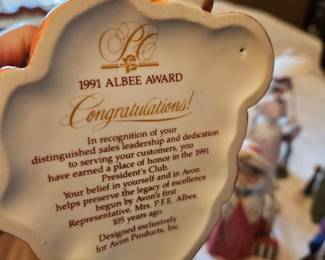 PC
1991 ALBEE AWARD
Congratulations!
In recognition of your
distinguished sales leadership and dedication
to serving your customers, you
have earned a place of honor in the 1991
President's Club.
Your belief in yourself and in Avon
helps preserve the legacy of excellence
begun by Avon's first
Representative, Mrs. P.F.E. Albee,
105 years ago.
Designed exclusively
for Avon Products, Inc